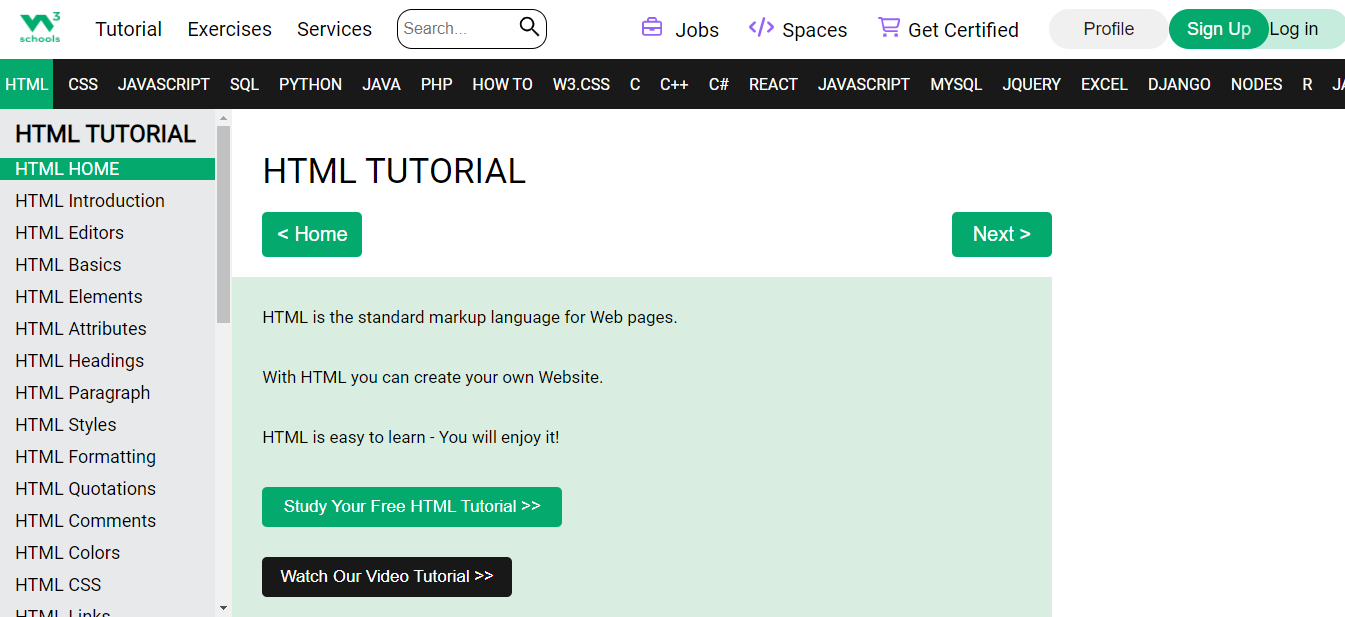 3
schools
Tutorial Exercises Services Search... Jobs Spaces Get Certified Profile Sign Up Log in
HTML CSS JAVASCRIPT SQL PYTHON JAVA PHP HOW TO W3.CSS C C++ C# REACT JAVASCRIPT MYSQL JQUERY EXCEL DJANGO NODES R
HTML TUTORIAL
HTML HOME
HTML Introduction
HTML Editors
HTML Basics
HTML Elements
HTML Attributes
HTML Headings
HTML Paragraph
HTML Styles
HTML Formatting
HTML Quotations
HTML Comments
HTML Colors
HTML CSS
HTML Links
HTML TUTORIAL
< Home Next >
HTML is the standard markup language for Web pages.
With HTML you can create your own Website.
HTML is easy to learn - You will enjoy it!
Study Your Free HTML Tutorial >>
Watch Our Video Tutorial >>